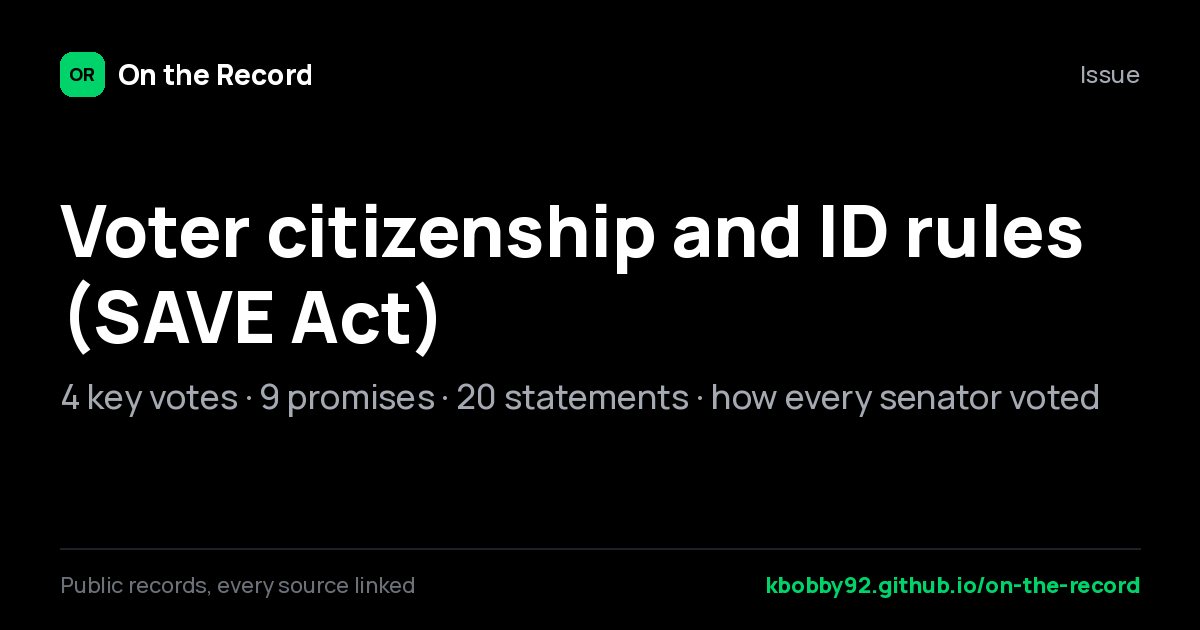 OR On the Record
Issue
Voter citizenship and ID rules
(SAVE Act)
4 key votes · 9 promises · 20 statements · how every senator voted
Public records, every source linked
kbobby92.github.io/on-the-record